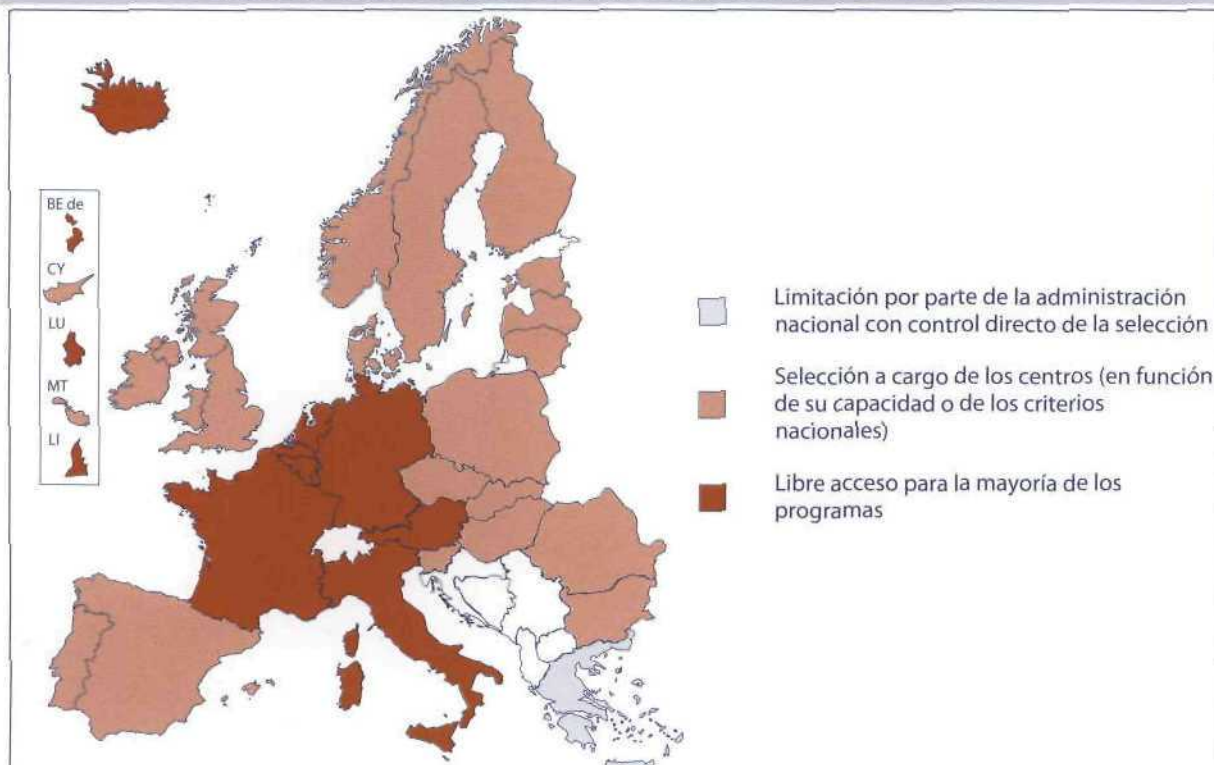 BE de
CY
LU
MT
LI
Limitación por parte de la administración
nacional con control directo de la selección
Selección a cargo de los centros (en función
de su capacidad o de los criterios
nacionales)
Libre acceso para la mayoría de los
programas